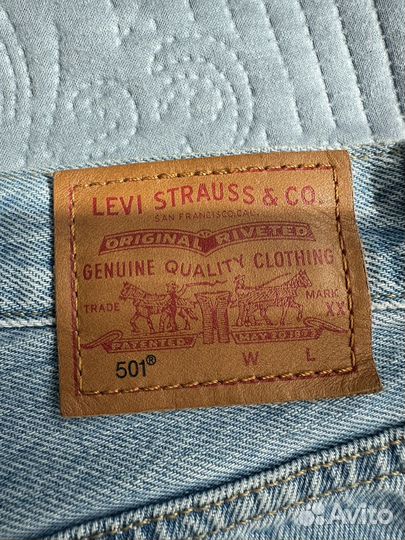 LEVI STRAUSS & CO.
SAN FRANCISCO, CAL.
ORIGINAL RIVETED
GENUINE QUALITY CLOTHING
TRADE MARK
XX
PATENTED MAY 20 1873
501® W L
Avito